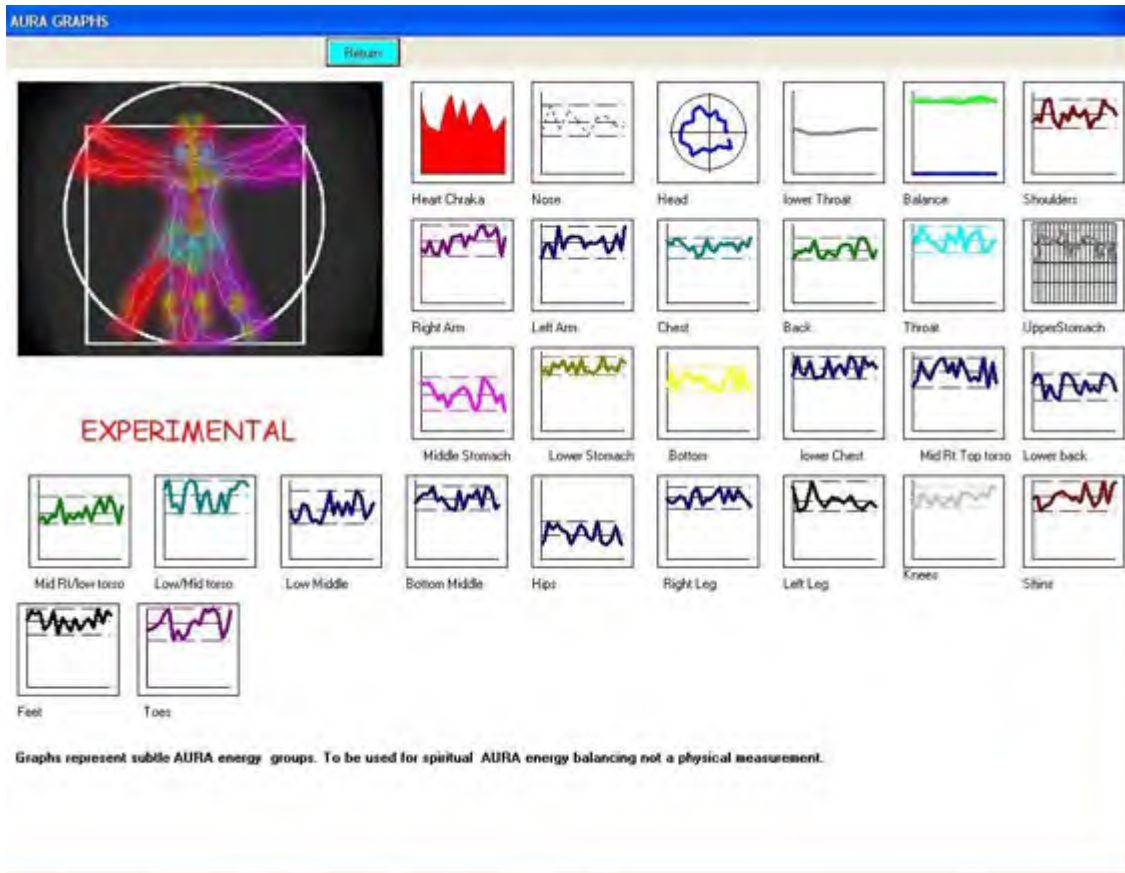 AURA GRAPHS
Return
Heart Chraka Nose Head lower Throat Balance Shoulders
Right Arm Left Arm Chest Back Throat UpperStomach
EXPERIMENTAL
Middle Stomach Lower Stomach Bottom lower Chest Mid Rt Top torso Lower back
Mid Rt/low torso Low/Mid torso Low Middle Bottom Middle Hips Right Leg Left Leg Knees Shins
Feet Toes
Graphs represent subtle AURA energy groups. To be used for spiritual AURA energy balancing not a physical measurement.